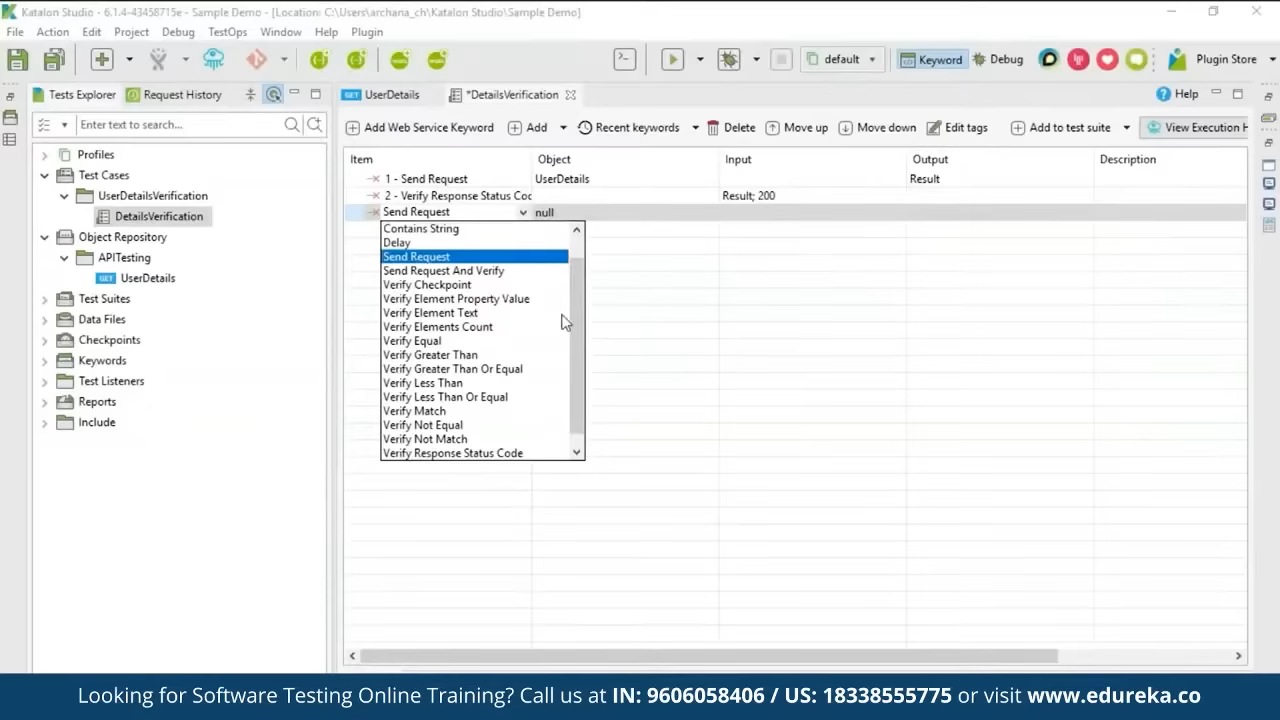 Katalon Studio - 6.1.4-43458715e - Sample Demo - [Location: C:\Users\archana_ch\Katalon Studio\Sample Demo]
File Action Edit Project Debug TestOps Window Help Plugin
default Keyword Debug Plugin Store
Tests Explorer Request History
GET UserDetails *DetailsVerification Help
Enter text to search...
Add Web Service Keyword Add Recent keywords Delete Move up Move down Edit tags Add to test suite View Execution H
Profiles
Test Cases
UserDetailsVerification
DetailsVerification
Object Repository
APITesting
GET UserDetails
Test Suites
Data Files
Checkpoints
Keywords
Test Listeners
Reports
Include
Item Object Input Output Description
1 - Send Request UserDetails Result
2 - Verify Response Status Coc Result; 200
Send Request null
Contains String
Delay
Send Request
Send Request And Verify
Verify Checkpoint
Verify Element Property Value
Verify Element Text
Verify Elements Count
Verify Equal
Verify Greater Than
Verify Greater Than Or Equal
Verify Less Than
Verify Less Than Or Equal
Verify Match
Verify Not Equal
Verify Not Match
Verify Response Status Code
Looking for Software Testing Online Training? Call us at IN: 9606058406 / US: 18338555775 or visit www.edureka.co